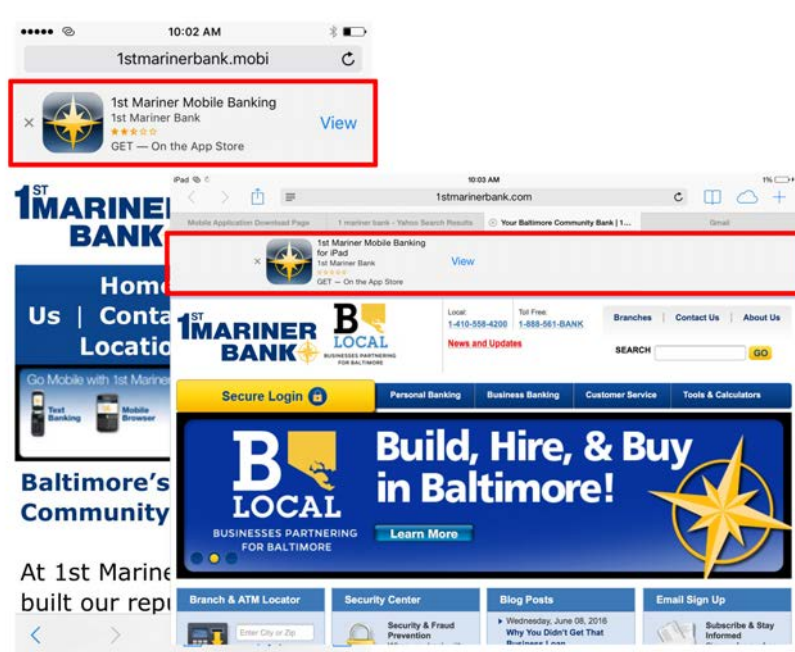 10:02 AM
1stmarinerbank.mobi
1st Mariner Mobile Banking
1st Mariner Bank
GET — On the App Store
View
1ST
MARINE
BANK
Home
Us | Conta
Locatio
Go Mobile with 1st Mariner
Text
Banking
Mobile
Browser
Baltimore's
Community
At 1st Marine
built our repu
iPad
10:03 AM
1%
1stmarinerbank.com
Mobile Application Download Page
1 mariner bank - Yahoo Search Results
Your Baltimore Community Bank | 1...
Gmail
1st Mariner Mobile Banking
for iPad
1st Mariner Bank
GET — On the App Store
View
1ST
MARINER
BANK
B
LOCAL
BUSINESSES PARTNERING
FOR BALTIMORE
Local:
1-410-558-4200
Toll Free:
1-888-561-BANK
News and Updates
Branches | Contact Us | About Us
SEARCH
GO
Secure Login
Personal Banking
Business Banking
Customer Service
Tools & Calculators
B
LOCAL
BUSINESSES PARTNERING
FOR BALTIMORE
Build, Hire, & Buy
in Baltimore!
Learn More
Branch & ATM Locator
Enter City or Zip
Security Center
Security & Fraud
Prevention
Blog Posts
Wednesday, June 08, 2016
Why You Didn't Get That
Business Loan
Email Sign Up
Subscribe & Stay
Informed